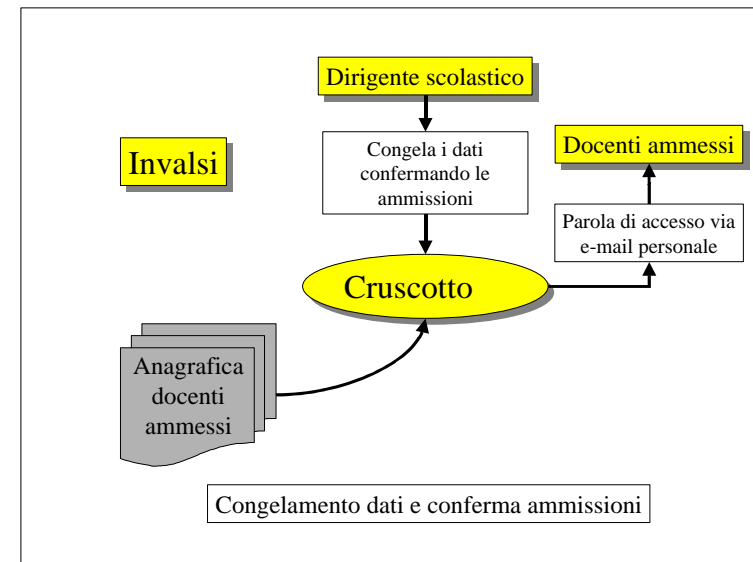 Dirigente scolastico
Invalsi
Congela i dati
confermando le
ammissioni
Docenti ammessi
Parola di accesso via
e-mail personale
Cruscotto
Anagrafica
docenti
ammessi
Congelamento dati e conferma ammissioni